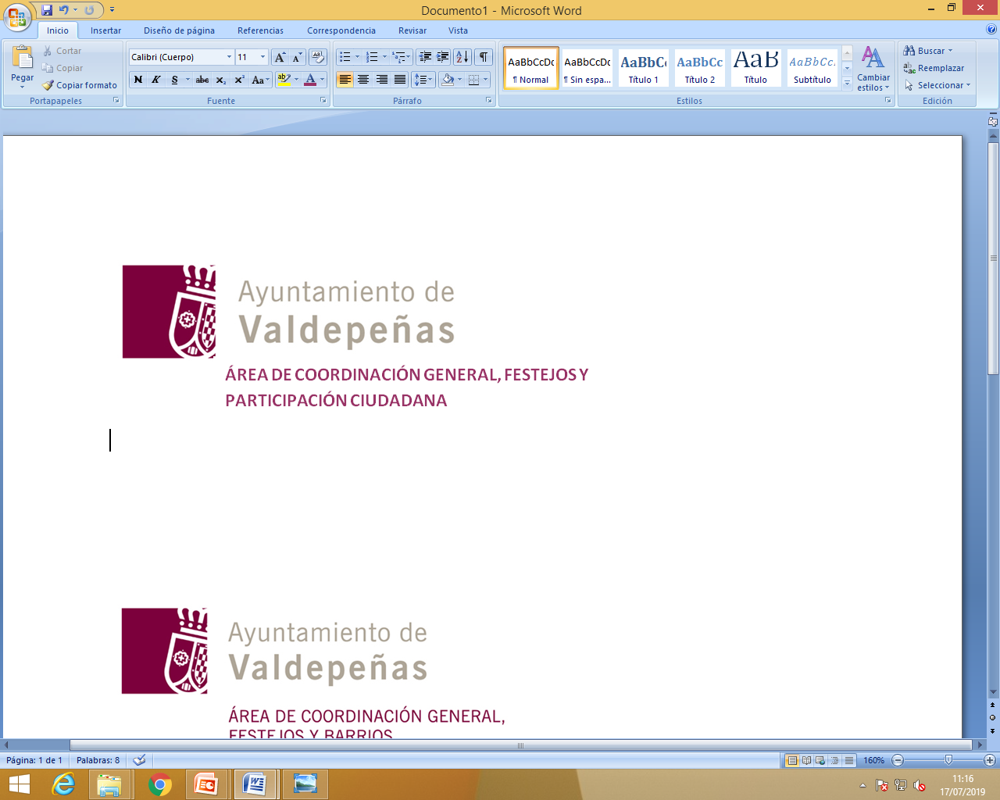 Documento1 - Microsoft Word
Inicio Insertar Diseño de página Referencias Correspondencia Revisar Vista
Pegar
Cortar
Copiar
Copiar formato
Portapapeles
Calibri (Cuerpo) 11
N K S abc x₂ x² Aa
Fuente
Párrafo
AaBbCcDc AaBbCcDc AaBbCc AaBbCc AaB AaBbCc.
¶ Normal ¶ Sin espa... Título 1 Título 2 Título Subtítulo
Cambiar
estilos
Estilos
Buscar
Reemplazar
Seleccionar
Edición
Ayuntamiento de
Valdepeñas
ÁREA DE COORDINACIÓN GENERAL, FESTEJOS Y
PARTICIPACIÓN CIUDADANA
Ayuntamiento de
Valdepeñas
ÁREA DE COORDINACIÓN GENERAL,
FESTEJOS Y BARRIOS
Página: 1 de 1 Palabras: 8 160%
11:16
17/07/2019